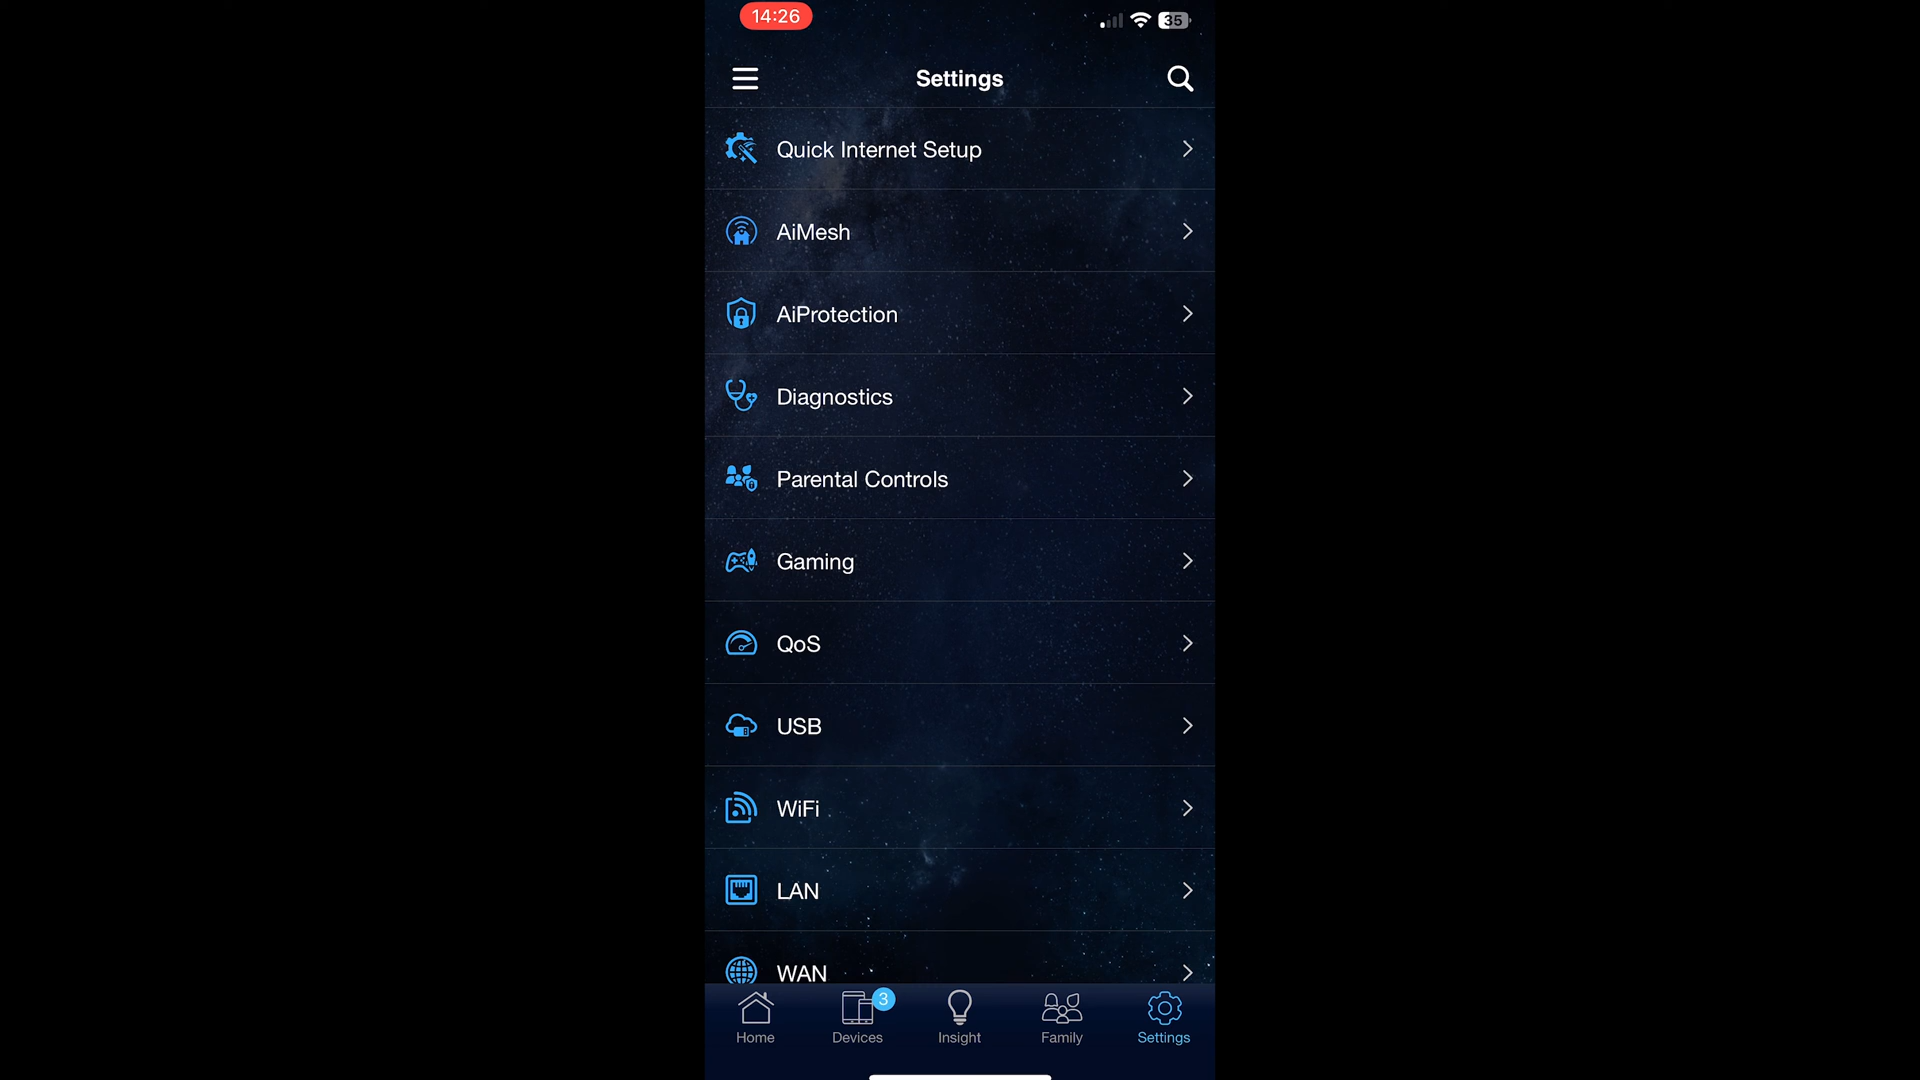 14:26
35
Settings
Quick Internet Setup
AiMesh
AiProtection
Diagnostics
Parental Controls
Gaming
QoS
USB
WiFi
LAN
WAN
3
Home
Devices
Insight
Family
Settings